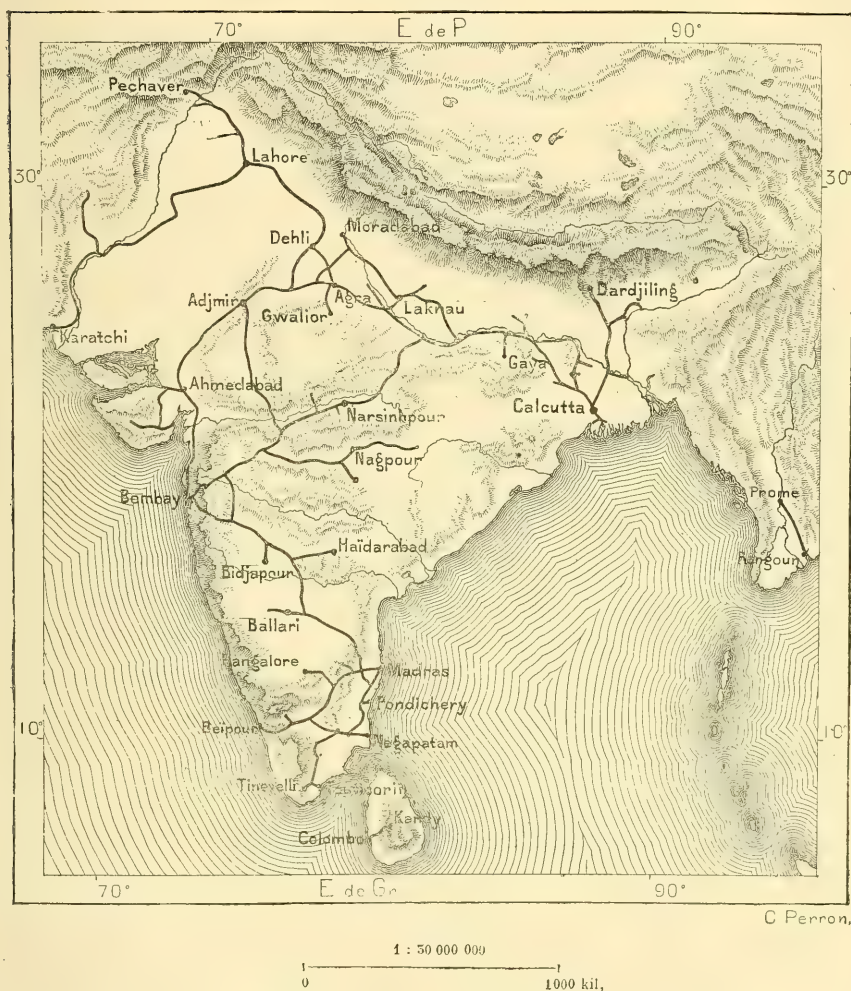 70° E de P 90°
Pechaver
Lahore
30° 30°
Dehli
Moradabad
Dardjiling
Adjmir
Agra
Laknau
Gwalior
Karatchi
Gaya
Ahmedabad
Narsinhpour
Calcutta
Nagpour
Bombay
Prome
Haïdarabad
Rangoun
Bidjapour
Ballari
Bangalore
Madras
Pondichery
10° 10°
Beïpour
Negapatam
Tinevelli
Kandy
Colombo
70° E de Gr 90°
C Perron,
1 : 30 000 000
0 1000 kil,